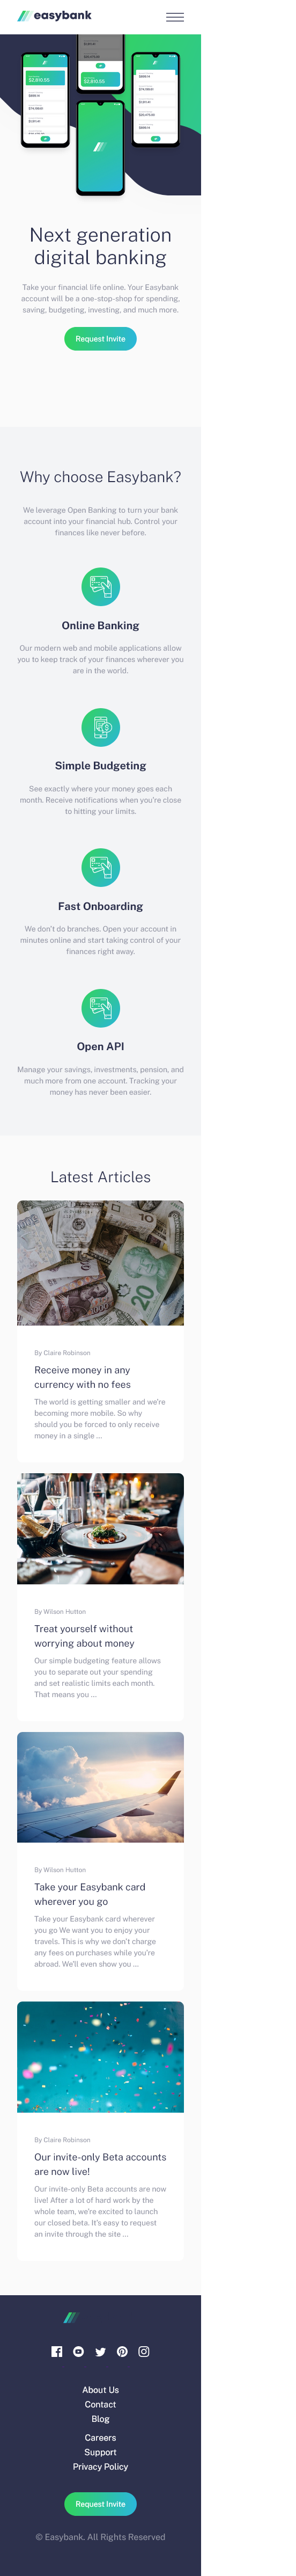 easybank
Next generation
digital banking
Take your financial life online. Your Easybank
account will be a one-stop-shop for spending,
saving, budgeting, investing, and much more.
Request Invite
Why choose Easybank?
We leverage Open Banking to turn your bank
account into your financial hub. Control your
finances like never before.
Online Banking
Our modern web and mobile applications allow
you to keep track of your finances wherever you
are in the world.
Simple Budgeting
See exactly where your money goes each
month. Receive notifications when you're close
to hitting your limits.
Fast Onboarding
We don't do branches. Open your account in
minutes online and start taking control of your
finances right away.
Open API
Manage your savings, investments, pension, and
much more from one account. Tracking your
money has never been easier.
Latest Articles
By Claire Robinson
Receive money in any
currency with no fees
The world is getting smaller and we're
becoming more mobile. So why
should you be forced to only receive
money in a single ...
By Wilson Hutton
Treat yourself without
worrying about money
Our simple budgeting feature allows
you to separate out your spending
and set realistic limits each month.
That means you ...
By Wilson Hutton
Take your Easybank card
wherever you go
Take your Easybank card wherever
you go We want you to enjoy your
travels. This is why we don't charge
any fees on purchases while you're
abroad. We'll even show you ...
By Claire Robinson
Our invite-only Beta accounts
are now live!
Our invite-only Beta accounts are now
live! After a lot of hard work by the
whole team, we're excited to launch
our closed beta. It's easy to request
an invite through the site ...
About Us
Contact
Blog
Careers
Support
Privacy Policy
Request Invite
© Easybank. All Rights Reserved